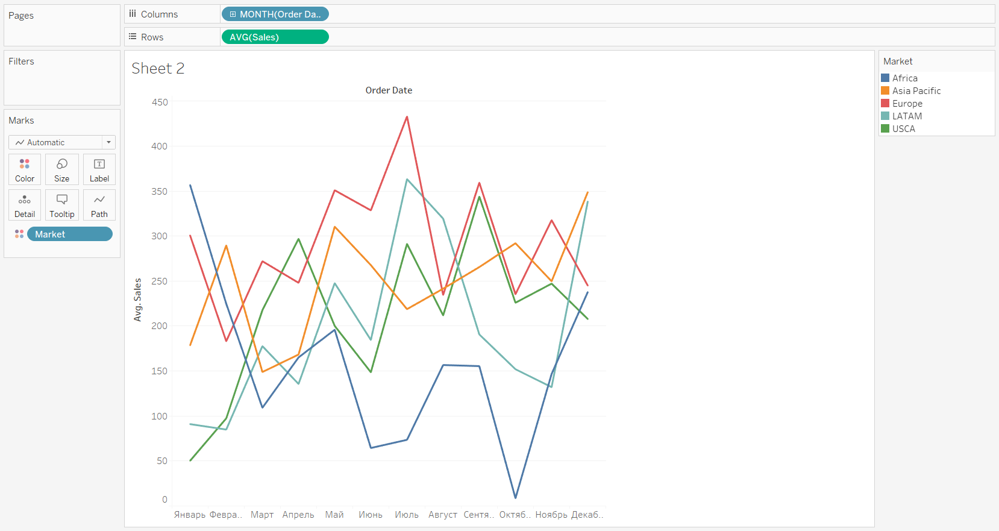 Pages
Columns
MONTH(Order Da..
Rows
AVG(Sales)
Filters
Marks
Automatic
Color
Size
Label
Detail
Tooltip
Path
Market
Sheet 2
Order Date
Avg. Sales
450
400
350
300
250
200
150
100
50
0
Январь Февра.. Март Апрель Май Июнь Июль Август Сентя.. Октяб.. Ноябрь Декаб..
Market
Africa
Asia Pacific
Europe
LATAM
USCA